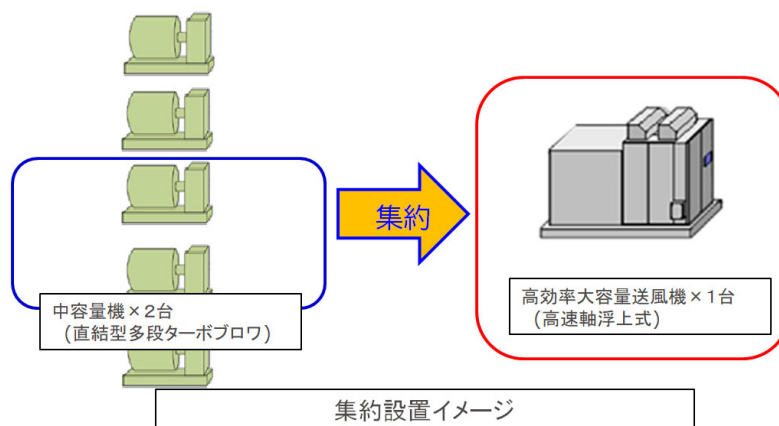 集約
中容量機×2台
(直結型多段ターボブロワ)
高効率大容量送風機×1台
(高速軸浮上式)
集約設置イメージ